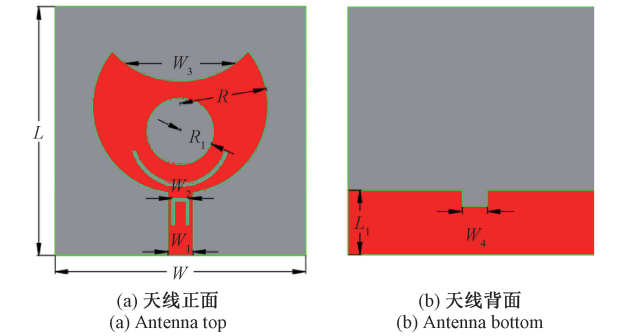 L
W₃
R
R₁
W₂
W₁
W
L₁
W₄
(a) 天线正面
(a) Antenna top
(b) 天线背面
(b) Antenna bottom